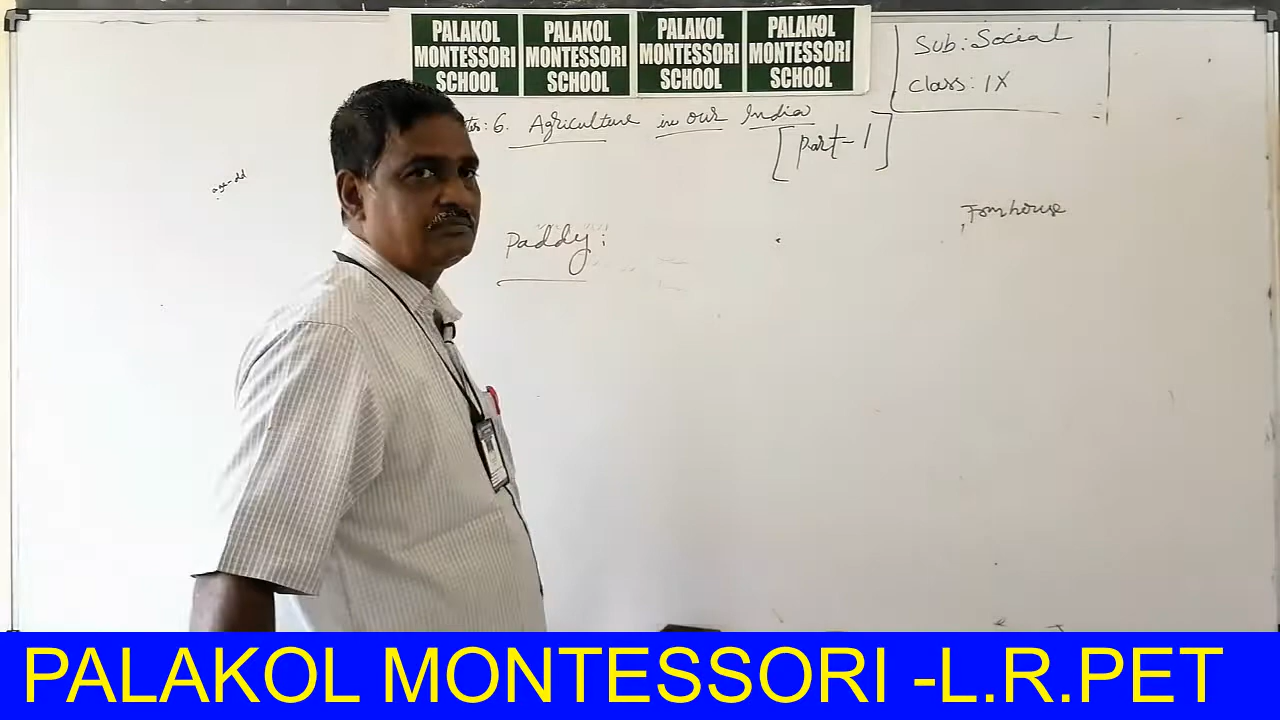 PALAKOL MONTESSORI SCHOOL
PALAKOL MONTESSORI SCHOOL
PALAKOL MONTESSORI SCHOOL
PALAKOL MONTESSORI SCHOOL
Sub: Social
Class: IX
6. Agriculture in our India
[Part-1]
Paddy:
PALAKOL MONTESSORI -L.R.PET